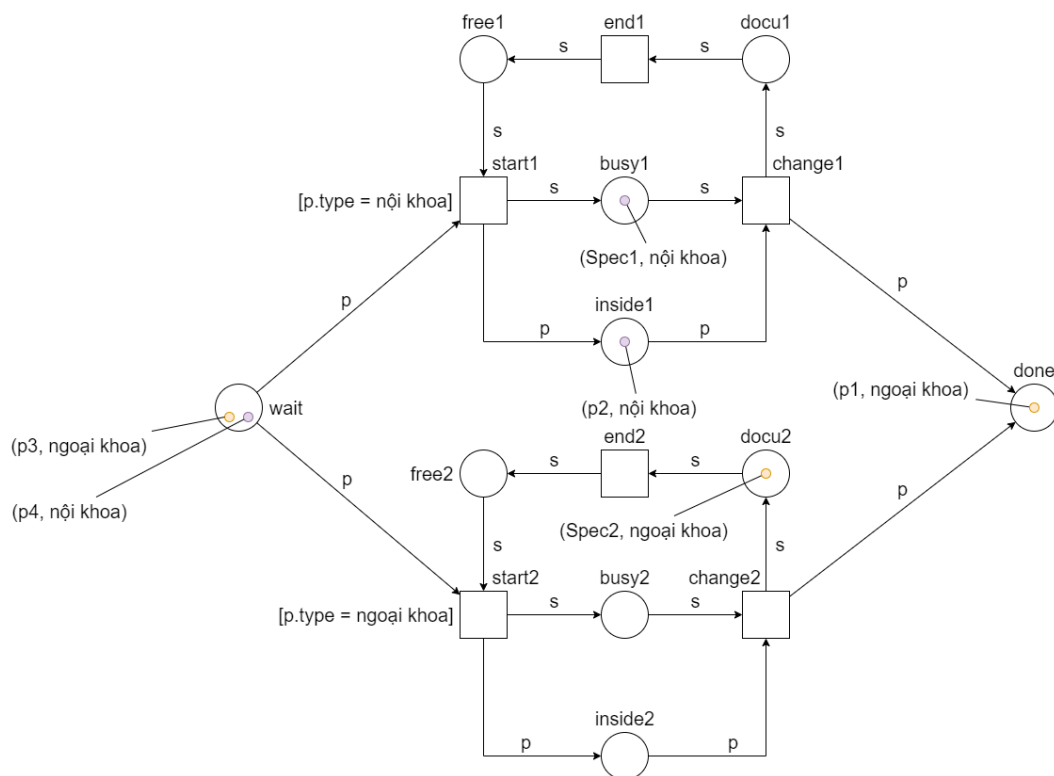 free1
end1
docu1
s
s
s
s
start1
busy1
change1
[p.type = nội khoa]
s
s
(Spec1, nội khoa)
p
inside1
p
p
p
done
(p1, ngoại khoa)
wait
(p2, nội khoa)
(p3, ngoại khoa)
end2
docu2
free2
s
s
p
p
(p4, nội khoa)
(Spec2, ngoại khoa)
s
s
start2
busy2
change2
[p.type = ngoại khoa]
s
s
inside2
p
p